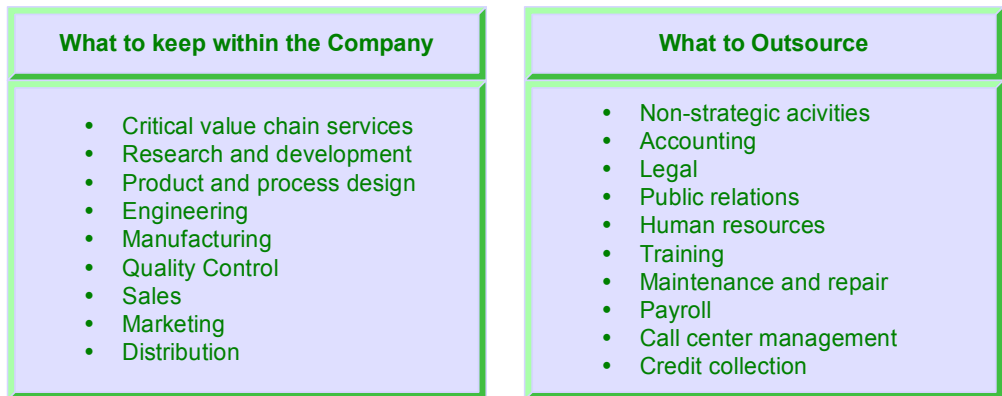 What to keep within the Company
• Critical value chain services
• Research and development
• Product and process design
• Engineering
• Manufacturing
• Quality Control
• Sales
• Marketing
• Distribution
What to Outsource
• Non-strategic acivities
• Accounting
• Legal
• Public relations
• Human resources
• Training
• Maintenance and repair
• Payroll
• Call center management
• Credit collection